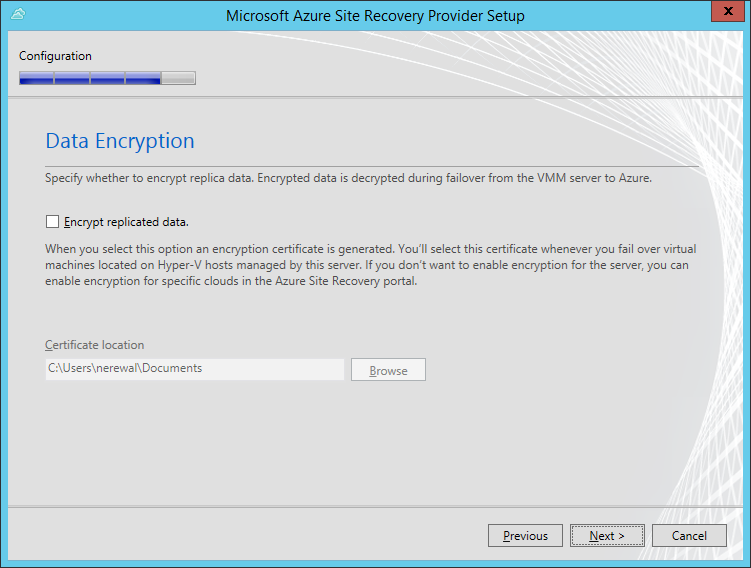 Microsoft Azure Site Recovery Provider Setup
x
Configuration
Data Encryption
Specify whether to encrypt replica data. Encrypted data is decrypted during failover from the VMM server to Azure.
Encrypt replicated data.
When you select this option an encryption certificate is generated. You'll select this certificate whenever you fail over virtual
machines located on Hyper-V hosts managed by this server. If you don't want to enable encryption for the server, you can
enable encryption for specific clouds in the Azure Site Recovery portal.
Certificate location
C:\Users\nerewal\Documents
Browse
Previous
Next >
Cancel